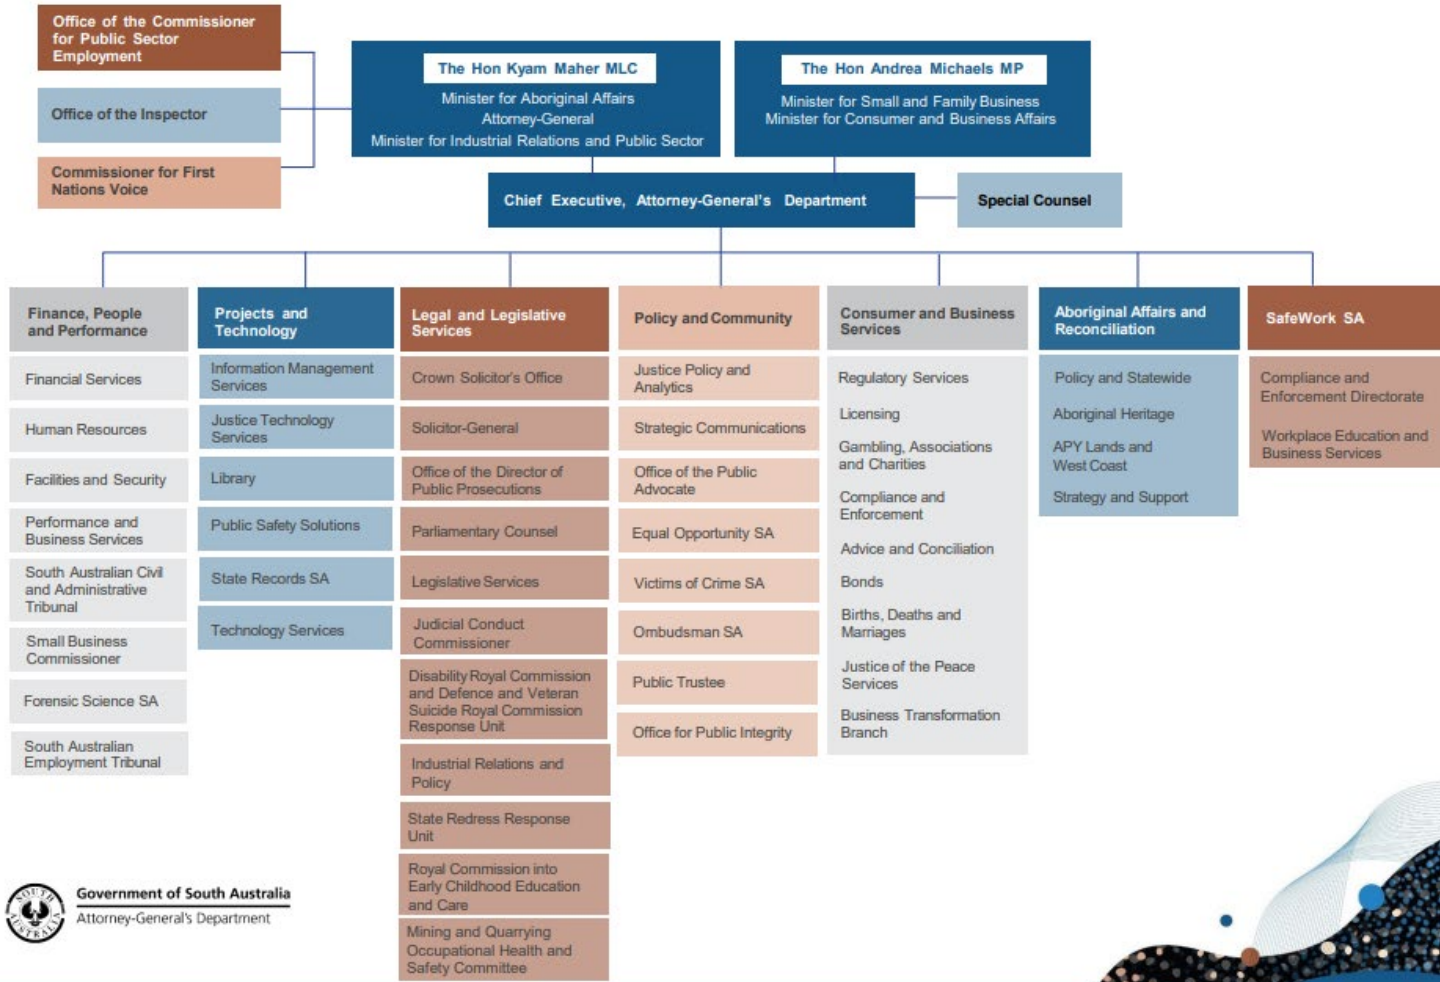 Office of the Commissioner
for Public Sector
Employment
Office of the Inspector
Commissioner for First
Nations Voice
The Hon Kyam Maher MLC
Minister for Aboriginal Affairs
Attorney-General
Minister for Industrial Relations and Public Sector
The Hon Andrea Michaels MP
Minister for Small and Family Business
Minister for Consumer and Business Affairs
Chief Executive, Attorney-General's Department
Special Counsel
Finance, People
and Performance
Financial Services
Human Resources
Facilities and Security
Performance and
Business Services
South Australian Civil
and Administrative
Tribunal
Small Business
Commissioner
Forensic Science SA
South Australian
Employment Tribunal
Projects and
Technology
Information Management
Services
Justice Technology
Services
Library
Public Safety Solutions
State Records SA
Technology Services
Legal and Legislative
Services
Crown Solicitor's Office
Solicitor-General
Office of the Director of
Public Prosecutions
Parliamentary Counsel
Legislative Services
Judicial Conduct
Commissioner
Disability Royal Commission
and Defence and Veteran
Suicide Royal Commission
Response Unit
Industrial Relations and
Policy
State Redress Response
Unit
Royal Commission into
Early Childhood Education
and Care
Mining and Quarrying
Occupational Health and
Safety Committee
Policy and Community
Justice Policy and
Analytics
Strategic Communications
Office of the Public
Advocate
Equal Opportunity SA
Victims of Crime SA
Ombudsman SA
Public Trustee
Office for Public Integrity
Consumer and Business
Services
Regulatory Services
Licensing
Gambling, Associations
and Charities
Compliance and
Enforcement
Advice and Conciliation
Bonds
Births, Deaths and
Marriages
Justice of the Peace
Services
Business Transformation
Branch
Aboriginal Affairs and
Reconciliation
Policy and Statewide
Aboriginal Heritage
APY Lands and
West Coast
Strategy and Support
SafeWork SA
Compliance and
Enforcement Directorate
Workplace Education and
Business Services
SOUTH
AUSTRALIA
Government of South Australia
Attorney-General's Department